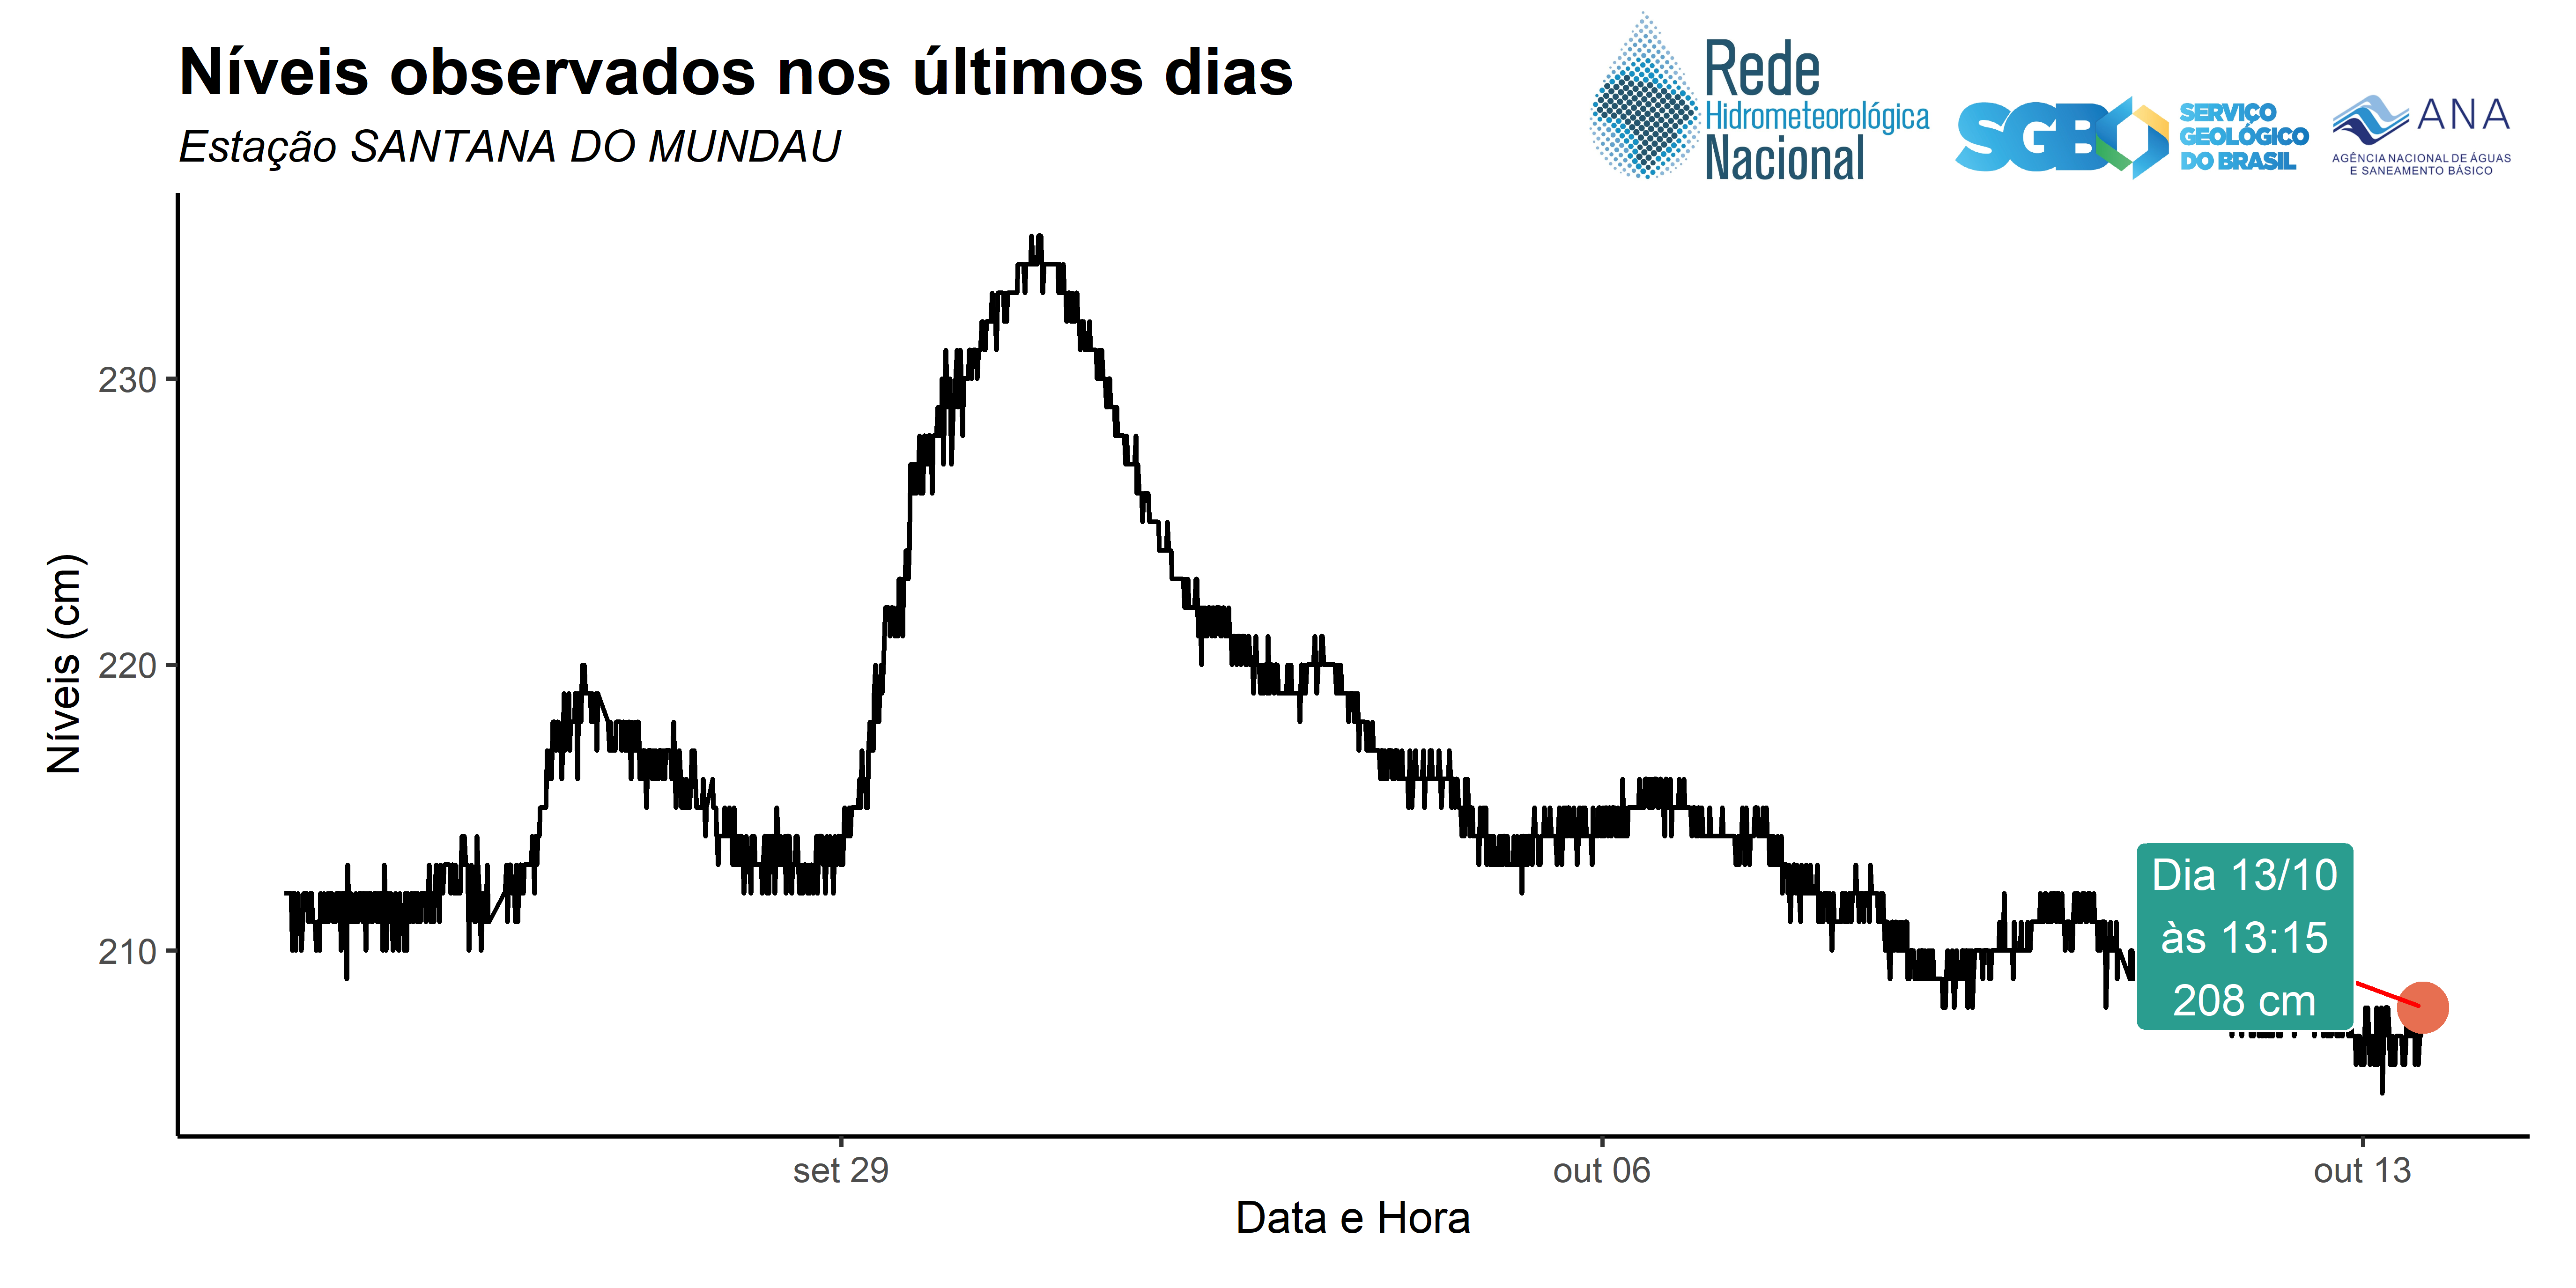 Níveis observados nos últimos dias
Estação SANTANA DO MUNDAU
Rede
Hidrometeorológica
Nacional
SGB
SERVIÇO
GEOLÓGICO
DO BRASIL
ANA
AGÊNCIA NACIONAL DE ÁGUAS
E SANEAMENTO BÁSICO
Níveis (cm)
230
220
210
Dia 13/10
às 13:15
208 cm
set 29
out 06
out 13
Data e Hora